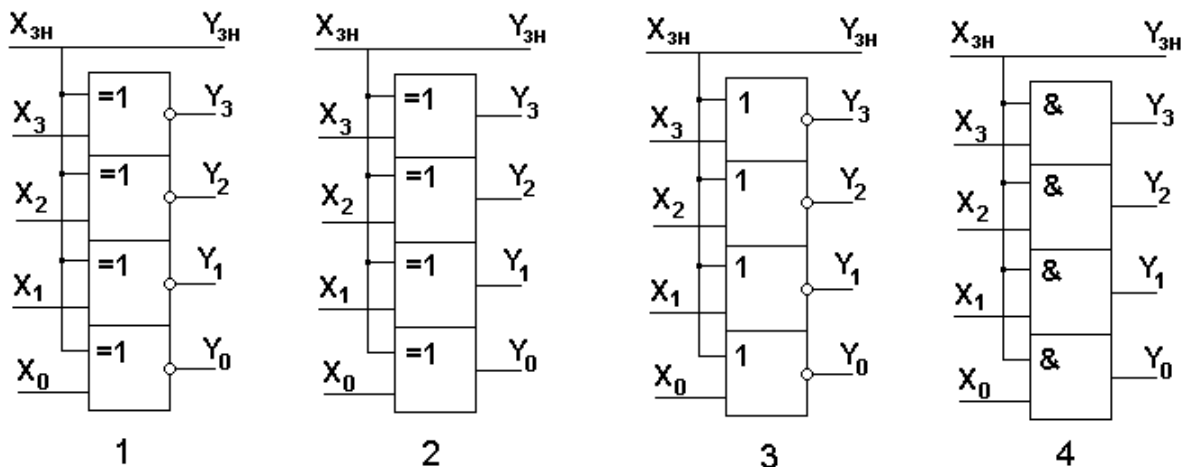 X3H Y3H X3H Y3H X3H Y3H X3H Y3H
=1 Y3 =1 Y3 1 Y3 & Y3
X3 X3 X3 X3
=1 Y2 =1 Y2 1 Y2 & Y2
X2 X2 X2 X2
=1 Y1 =1 Y1 1 Y1 & Y1
X1 X1 X1 X1
=1 Y0 =1 Y0 1 Y0 & Y0
X0 X0 X0 X0
1 2 3 4